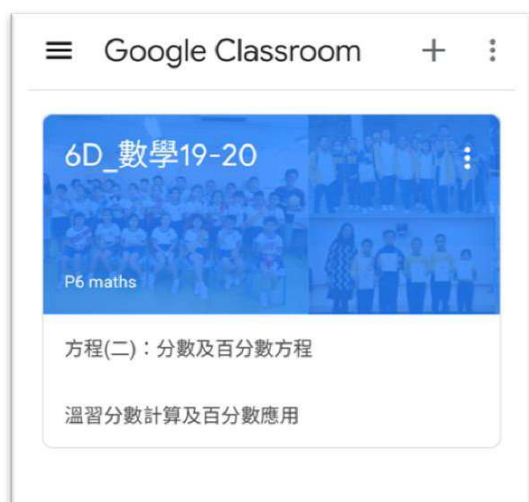 Google Classroom
6D_數學19-20
P6 maths
方程(二)：分數及百分數方程
溫習分數計算及百分數應用